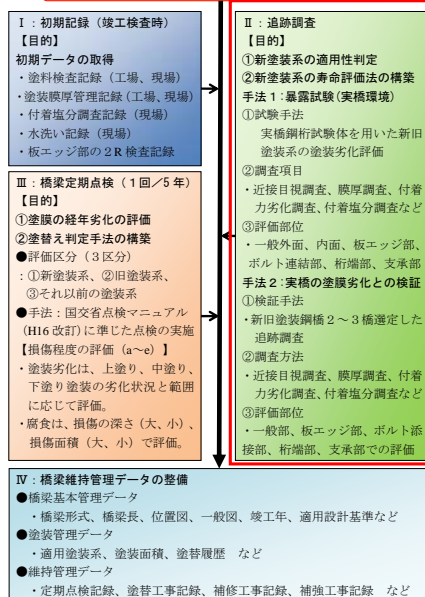 Ⅰ：初期記録（竣工検査時）
【目的】
初期データの取得
・塗料検査記録（工場、現場）
・塗装膜厚管理記録（工場、現場）
・付着塩分調査記録（現場）
・水洗い記録（現場）
・板エッジ部の２R 検査記録
Ⅲ：橋梁定期点検（１回／5 年）
【目的】
①塗膜の経年劣化の評価
②塗替え判定手法の構築
●評価区分（３区分）
：①新塗装系、②旧塗装系、
③それ以前の塗装系
●手法：国交省点検マニュアル
（H16 改訂）に準じた点検の実施
【損傷程度の評価（a～e）】
・塗装劣化は、上塗り、中塗り、
下塗り塗装の劣化状況と範囲
に応じて評価。
・腐食は、損傷の深さ（大、小）、
損傷面積（大、小）で評価。
Ⅱ：追跡調査
【目的】
①新塗装系の適用性判定
②新塗装系の寿命評価法の構築
手法１：暴露試験（実橋環境）
①試験手法
実橋鋼桁試験体を用いた新旧
塗装系の塗装劣化評価
②調査項目
・近接目視調査、膜厚調査、付着
力劣化調査、付着塩分調査など
③評価部位
・一般外面、内面、板エッジ部、
ボルト連結部、桁端部、支承部
手法２：実橋の塗膜劣化との検証
①検証手法
・新旧塗装鋼橋２～３橋選定した
追跡調査
②調査方法
・近接目視調査、膜厚調査、付着
力劣化調査、付着塩分調査など
③評価部位
・一般部、板エッジ部、ボルト添
接部、桁端部、支承部での評価
Ⅳ：橋梁維持管理データの整備
●橋梁基本管理データ
・橋梁形式、橋梁長、位置図、一般図、竣工年、適用設計基準など
●塗装管理データ
・適用塗装系、塗装面積、塗替履歴　など
●維持管理データ
・定期点検記録、塗替工事記録、補修工事記録、補強工事記録　など